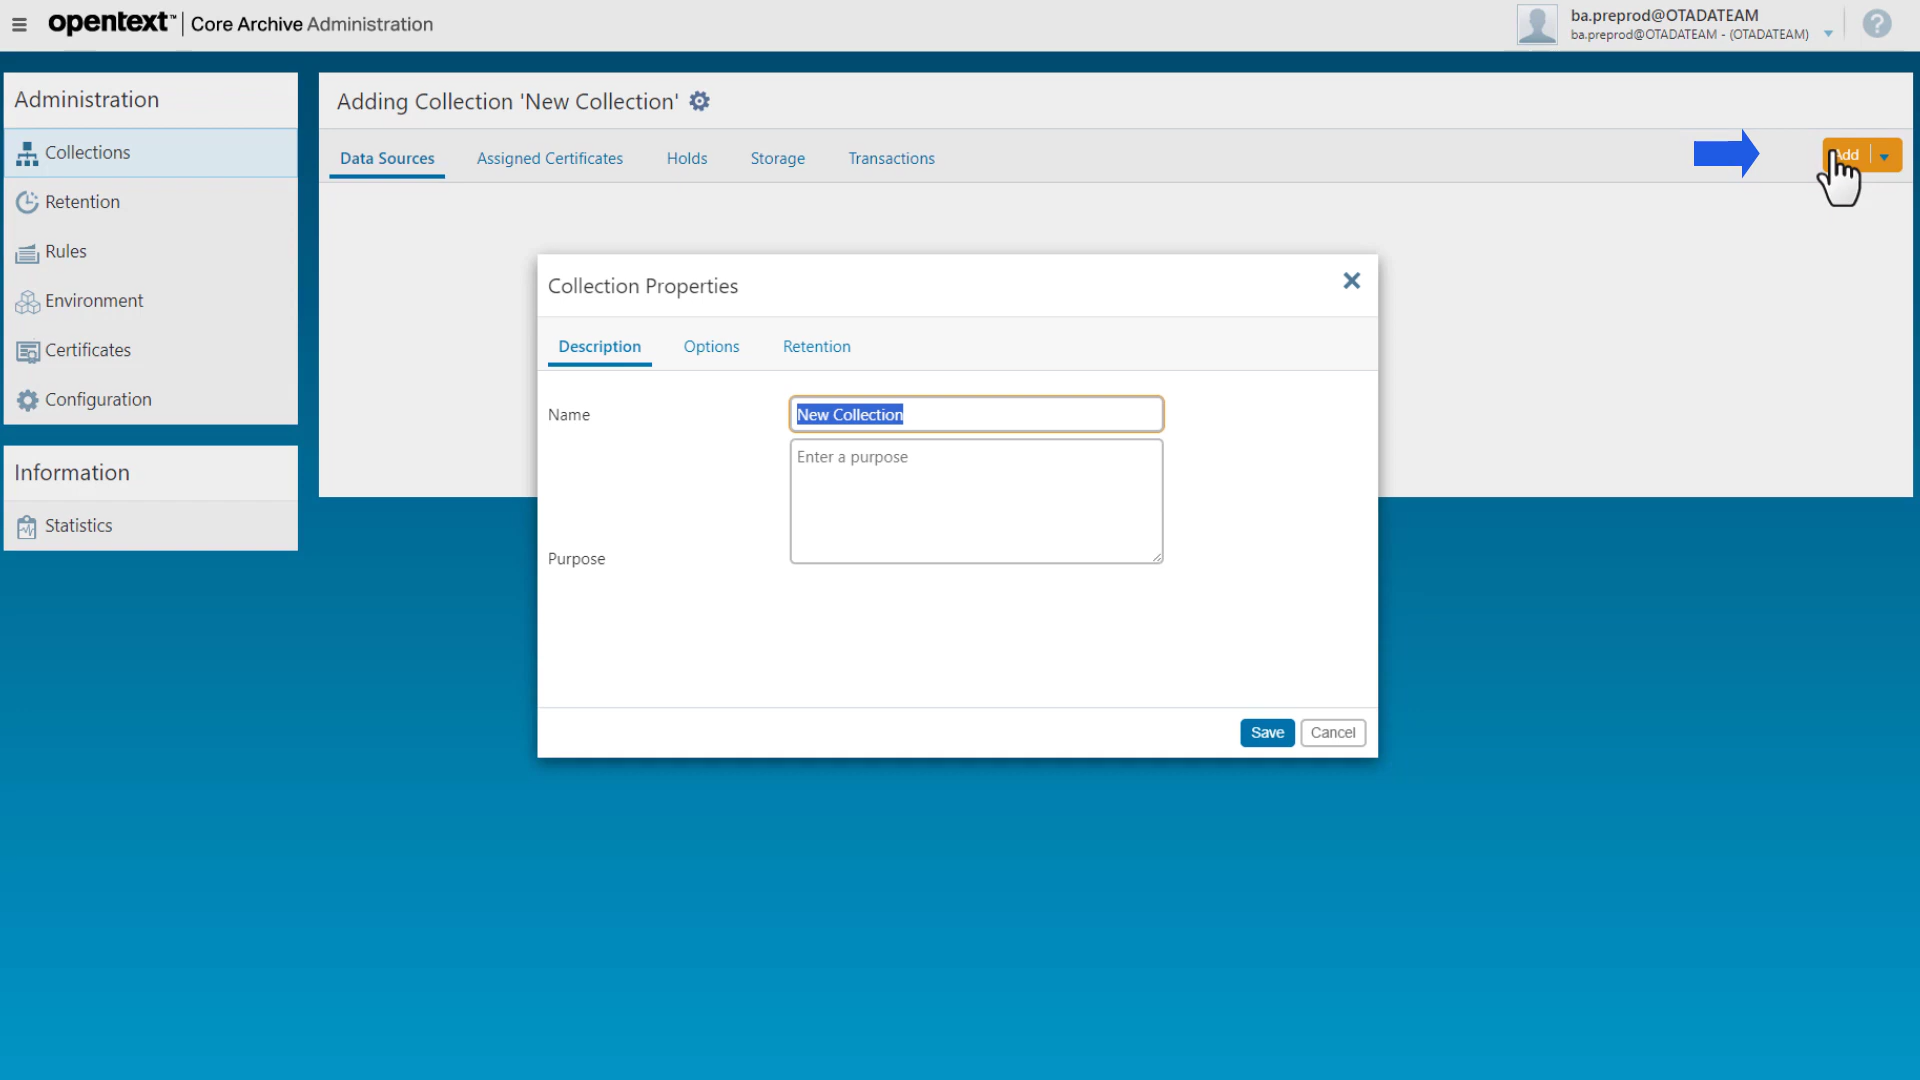 opentext™ | Core Archive Administration
ba.preprod@OTADATEAM
ba.preprod@OTADATEAM - (OTADATEAM)
?
Administration
Collections
Retention
Rules
Environment
Certificates
Configuration
Information
Statistics
Adding Collection 'New Collection'
Data Sources Assigned Certificates Holds Storage Transactions
Add
Collection Properties
Description Options Retention
Name New Collection
Enter a purpose
Purpose
Save Cancel